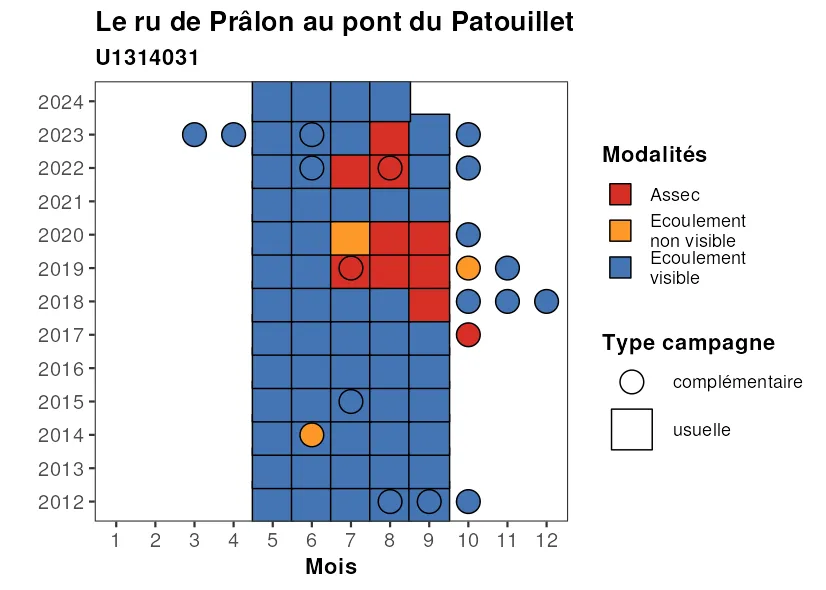 Le ru de Prâlon au pont du Patouillet
U1314031
2024
2023
2022
2021
2020
2019
2018
2017
2016
2015
2014
2013
2012
1 2 3 4 5 6 7 8 9 10 11 12
Mois
Modalités
Assec
Ecoulement
non visible
Ecoulement
visible
Type campagne
complémentaire
usuelle